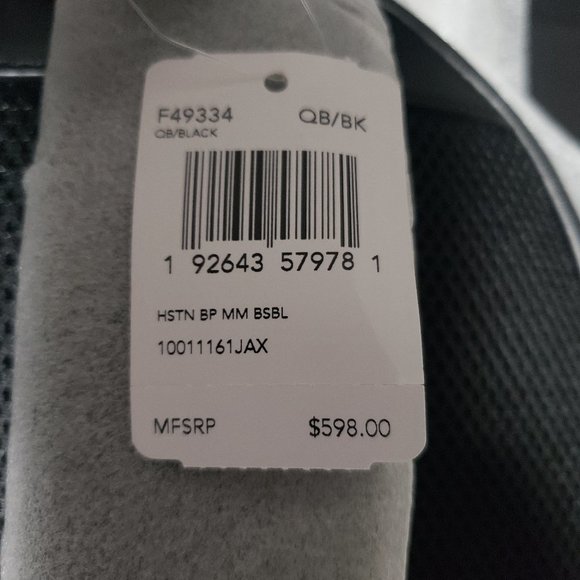 F49334 QB/BK
QB/BLACK
1 92643 57978 1
HSTN BP MM BSBL
10011161JAX
MFSRP $598.00